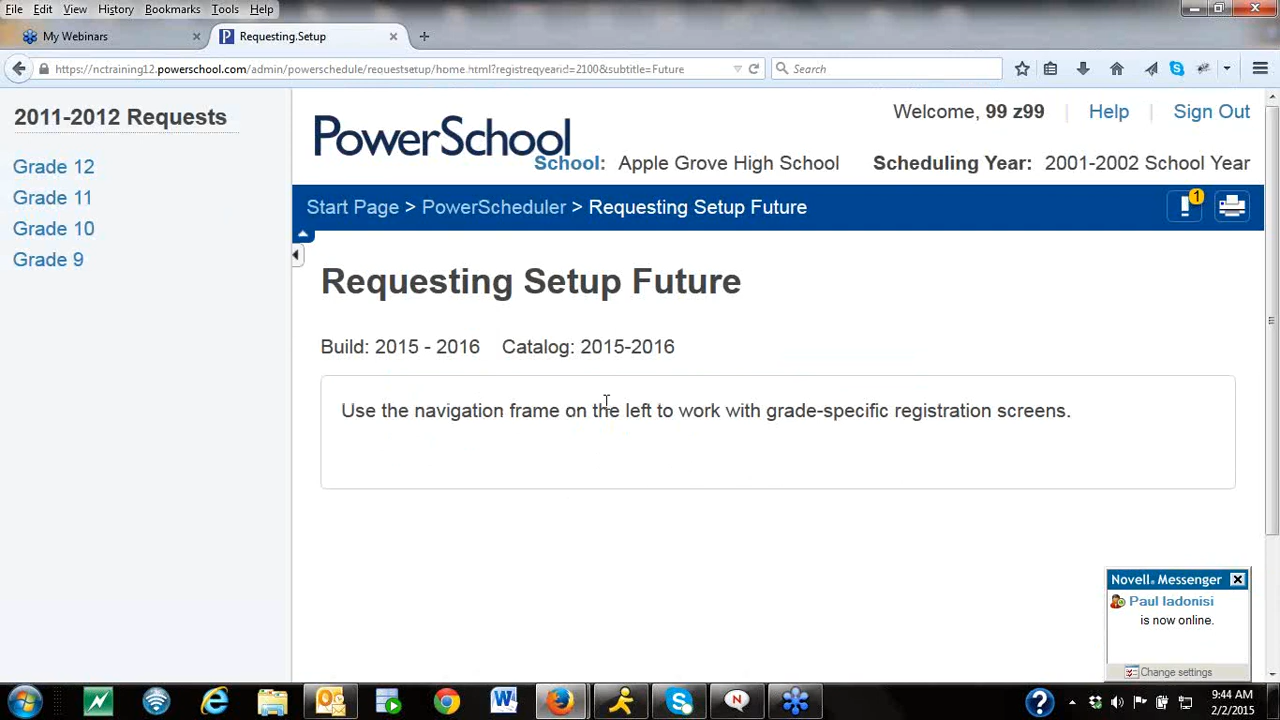 File Edit View History Bookmarks Tools Help
My Webinars × Requesting.Setup × +
https://nctraining12.powerschool.com/admin/powerschedule/requestsetup/home.html?registreqyearid=2100&subtitle=Future Search
2011-2012 Requests
Grade 12
Grade 11
Grade 10
Grade 9
Welcome, 99 z99 Help Sign Out
PowerSchool
School: Apple Grove High School Scheduling Year: 2001-2002 School Year
Start Page > PowerScheduler > Requesting Setup Future 1
Requesting Setup Future
Build: 2015 - 2016 Catalog: 2015-2016
Use the navigation frame on the left to work with grade-specific registration screens.
Novell® Messenger
Paul Iadonisi
is now online.
Change settings
9:44 AM
2/2/2015